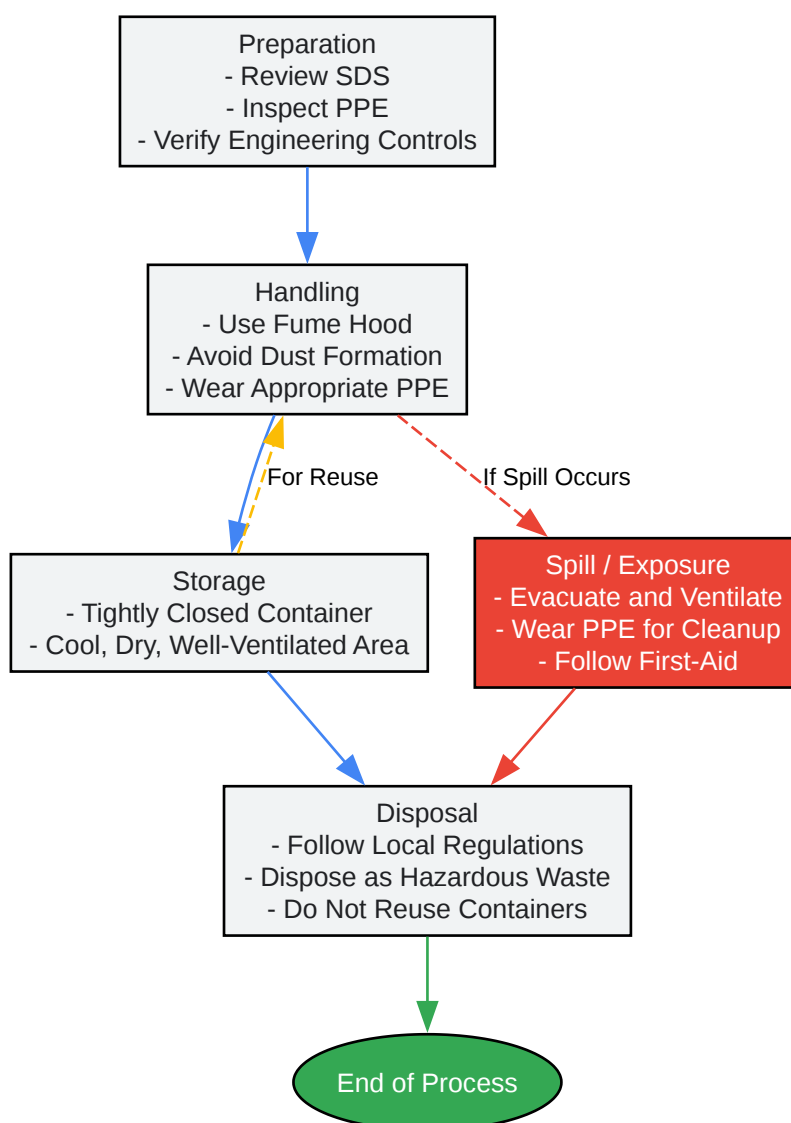 Preparation
- Review SDS
- Inspect PPE
- Verify Engineering Controls
Handling
- Use Fume Hood
- Avoid Dust Formation
- Wear Appropriate PPE
For Reuse
If Spill Occurs
Storage
- Tightly Closed Container
- Cool, Dry, Well-Ventilated Area
Spill / Exposure
- Evacuate and Ventilate
- Wear PPE for Cleanup
- Follow First-Aid
Disposal
- Follow Local Regulations
- Dispose as Hazardous Waste
- Do Not Reuse Containers
End of Process